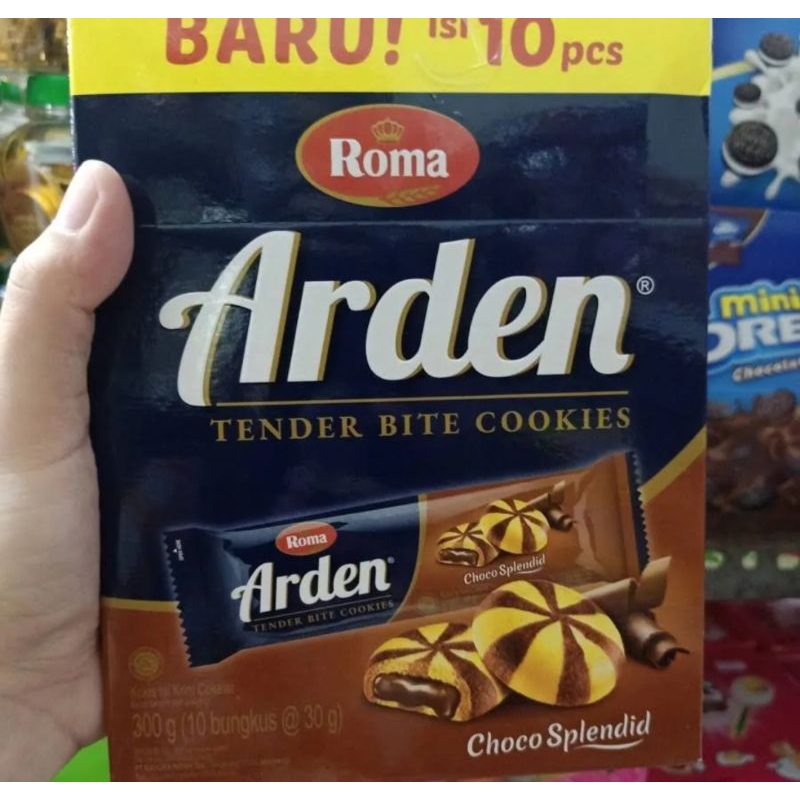 BARU! ISI 10 pcs
Roma
Arden®
TENDER BITE COOKIES
Roma
Arden
TENDER BITE COOKIES
Choco Splendid
300 g (10 bungkus @ 30 g)
Choco Splendid
mini
OREO